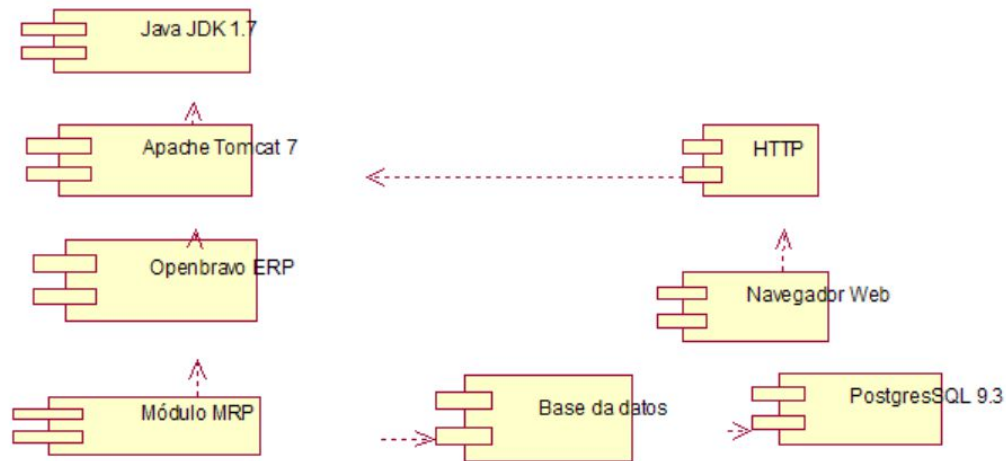 Java JDK 1.7
Apache Tomcat 7
HTTP
Openbravo ERP
Navegador Web
Módulo MRP
Base da datos
PostgresSQL 9.3